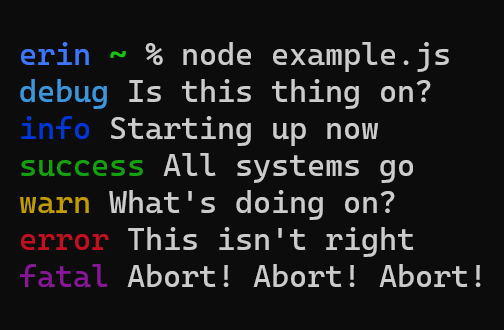 erin ~ % node example.js
debug Is this thing on?
info Starting up now
success All systems go
warn What's doing on?
error This isn't right
fatal Abort! Abort! Abort!